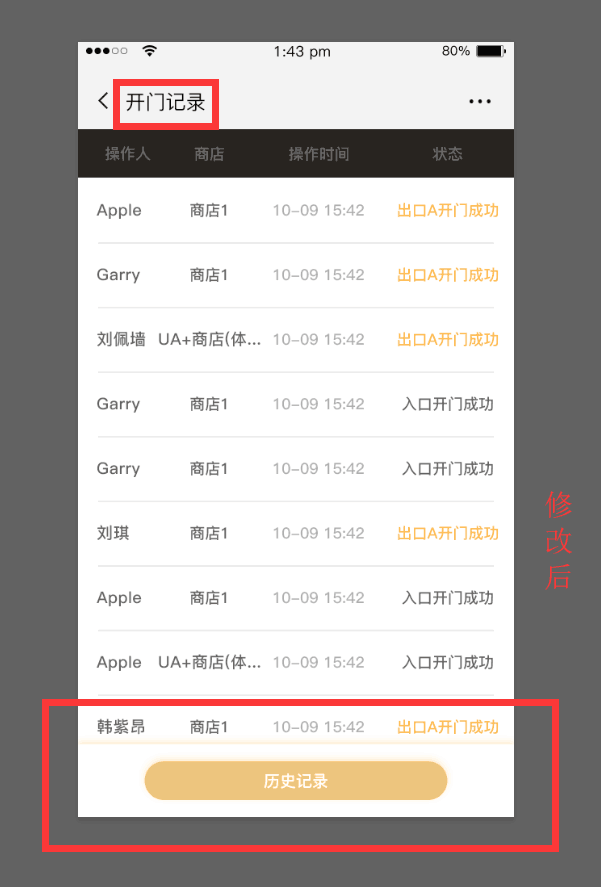 1:43 pm 80%
开门记录
操作人 商店 操作时间 状态
Apple 商店1 10-09 15:42 出口A开门成功
Garry 商店1 10-09 15:42 出口A开门成功
刘佩墙 UA+商店(体... 10-09 15:42 出口A开门成功
Garry 商店1 10-09 15:42 入口开门成功
Garry 商店1 10-09 15:42 入口开门成功
刘琪 商店1 10-09 15:42 出口A开门成功
Apple 商店1 10-09 15:42 入口开门成功
Apple UA+商店(体... 10-09 15:42 入口开门成功
韩紫昂 商店1 10-09 15:42 出口A开门成功
历史记录
修改后